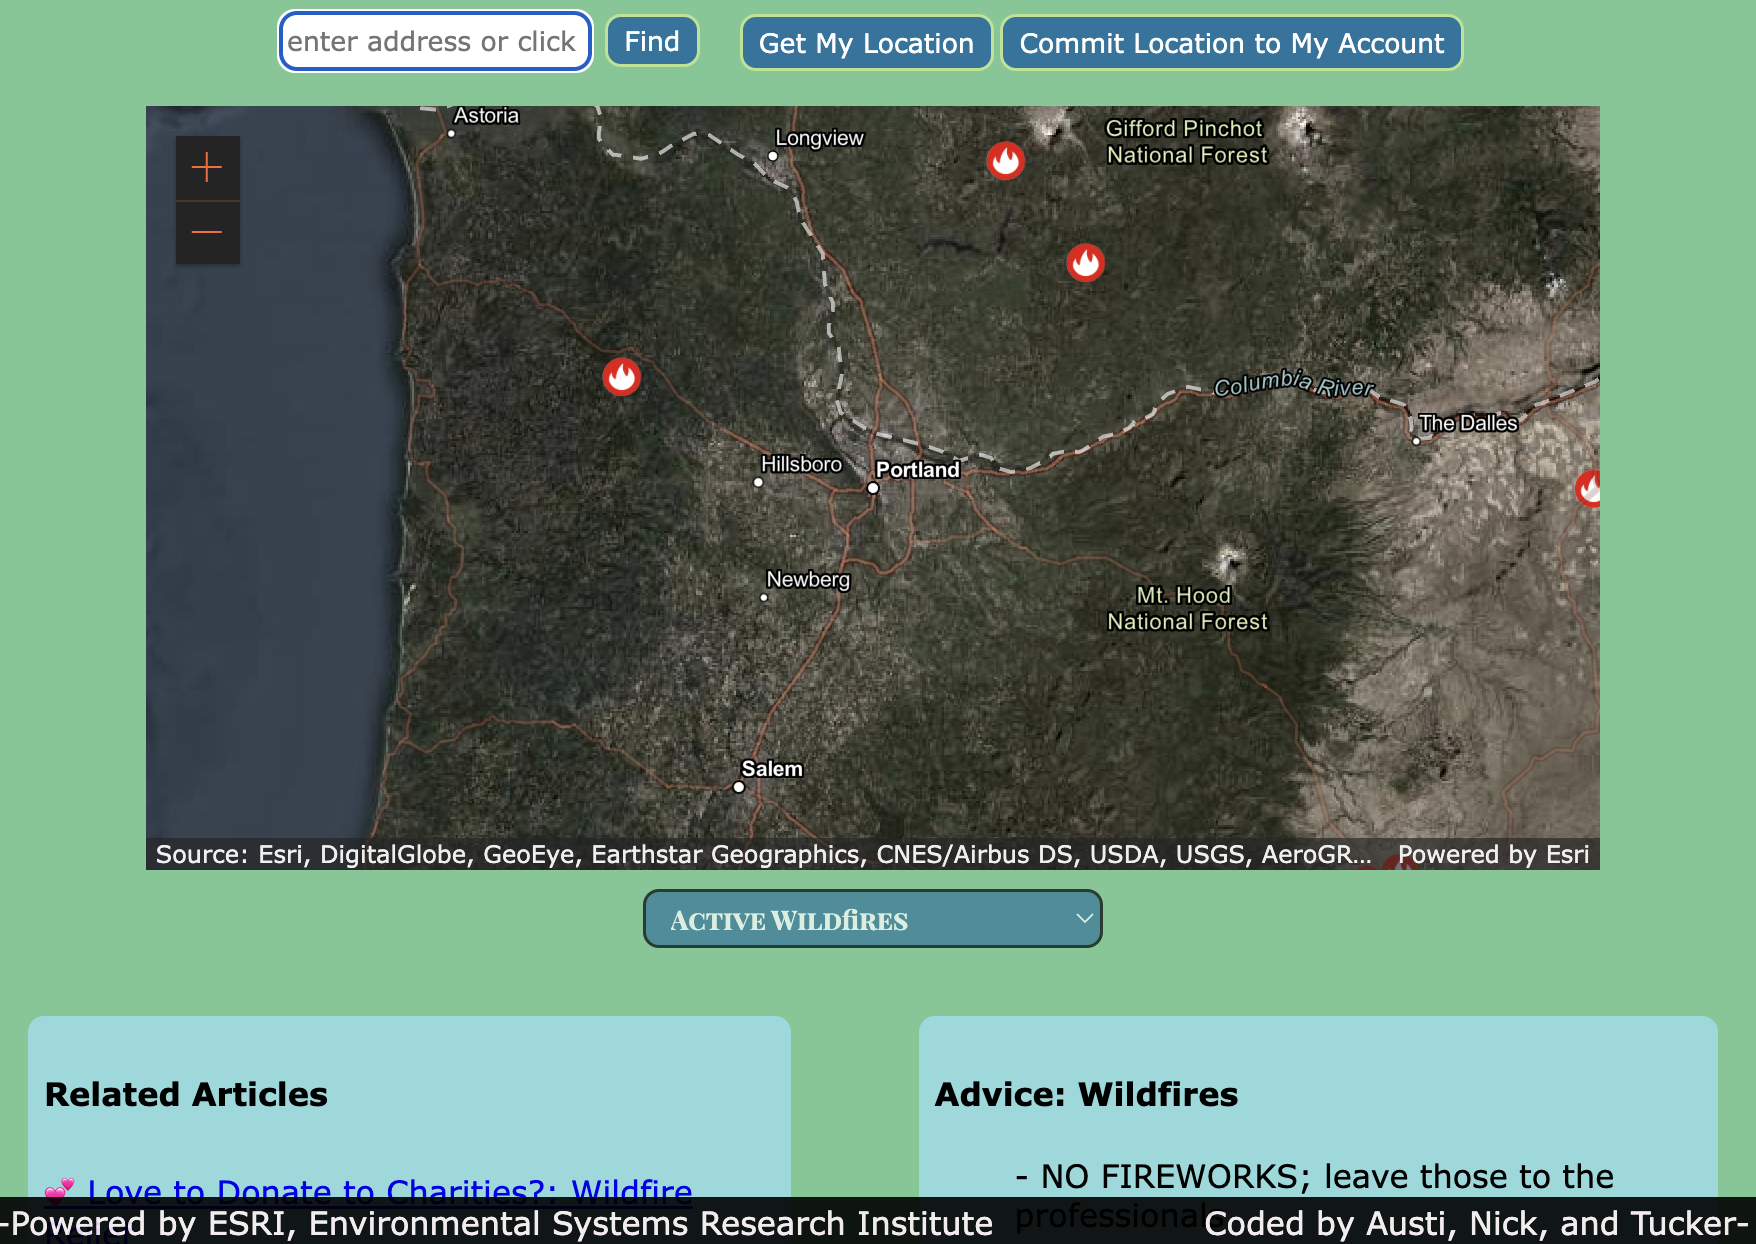 enter address or click
Find
Get My Location
Commit Location to My Account
Astoria
Longview
Gifford Pinchot
National Forest
Columbia River
The Dalles
Hillsboro
Portland
Newberg
Mt. Hood
National Forest
Salem
Source: Esri, DigitalGlobe, GeoEye, Earthstar Geographics, CNES/Airbus DS, USDA, USGS, AeroGR...
Powered by Esri
Active Wildfires
Related Articles
💕 Love to Donate to Charities?: Wildfire
Relief
Advice: Wildfires
- NO FIREWORKS; leave those to the
professionals
-Powered by ESRI, Environmental Systems Research Institute
Coded by Austi, Nick, and Tucker-